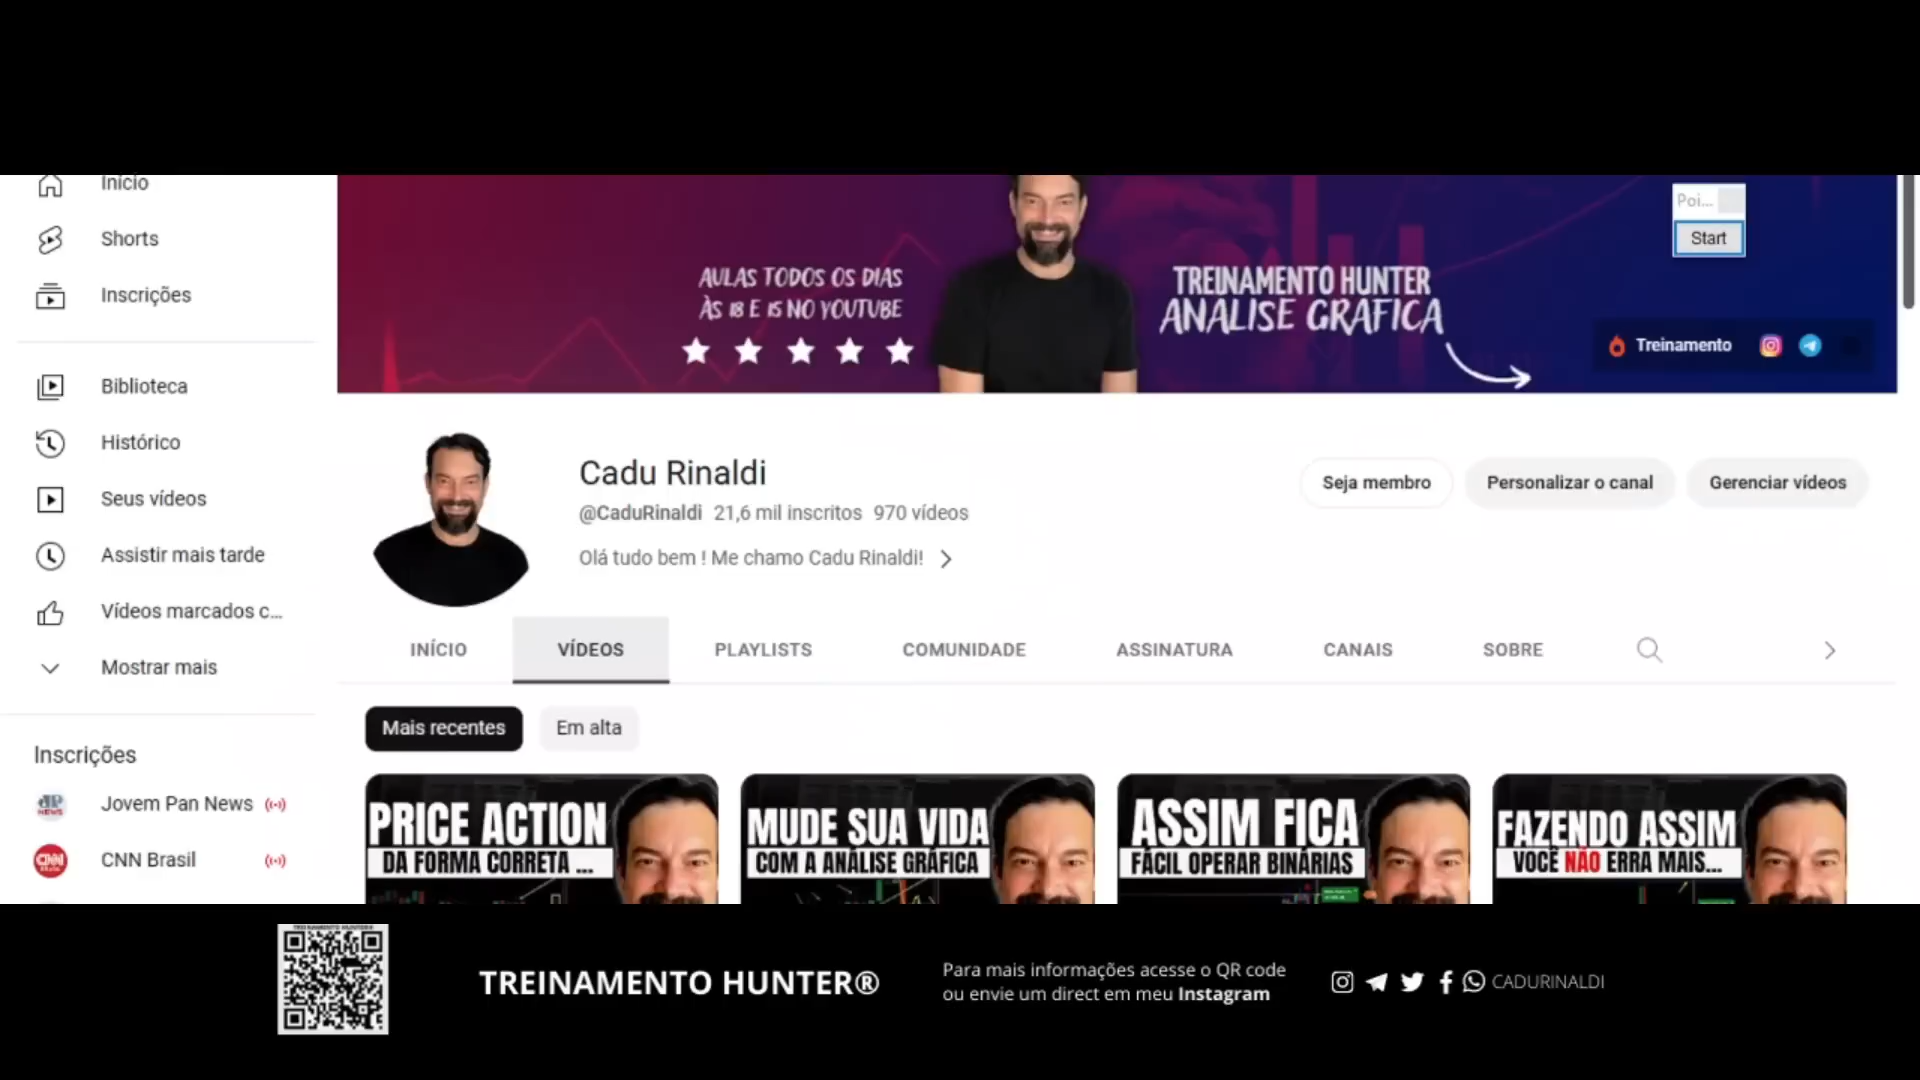 Início
Shorts
Inscrições
Biblioteca
Histórico
Seus vídeos
Assistir mais tarde
Vídeos marcados c...
Mostrar mais
Inscrições
Jovem Pan News
CNN Brasil
AULAS TODOS OS DIAS
ÀS 18 E 15 NO YOUTUBE
TREINAMENTO HUNTER
ANALISE GRAFICA
Poi...
Start
Treinamento
Cadu Rinaldi
@CaduRinaldi 21,6 mil inscritos 970 vídeos
Olá tudo bem ! Me chamo Cadu Rinaldi!
Seja membro
Personalizar o canal
Gerenciar vídeos
INÍCIO
VÍDEOS
PLAYLISTS
COMUNIDADE
ASSINATURA
CANAIS
SOBRE
Mais recentes
Em alta
PRICE ACTION
DA FORMA CORRETA ...
MUDE SUA VIDA
COM A ANÁLISE GRÁFICA
ASSIM FICA
FÁCIL OPERAR BINÁRIAS
FAZENDO ASSIM
VOCÊ NÃO ERRA MAIS...
TREINAMENTO HUNTER®
Para mais informações acesse o QR code
ou envie um direct em meu Instagram
CADURINALDI